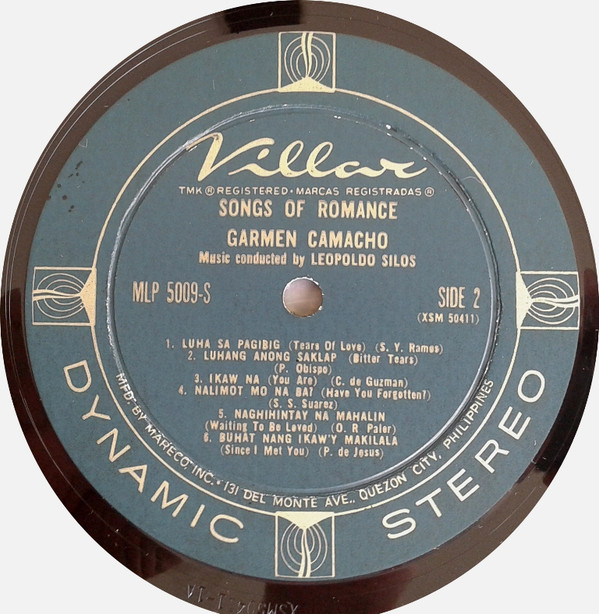 Villar
TMK ® REGISTERED • MARCAS REGISTRADAS ®
SONGS OF ROMANCE
GARMEN CAMACHO
Music conducted by LEOPOLDO SILOS
MLP 5009-S
SIDE 2
(XSM 50411)
1. LUHA SA PAGIBIG (Tears Of Love) (S. Y. Ramos)
2. LUHANG ANONG SAKLAP (Bitter Tears)
(P. Obispo)
3. IKAW NA (You Are) (C. de Guzman)
4. NALIMOT MO NA BA? (Have You Forgotten?)
(S. S. Suarez)
5. NAGHIHINTAY NA MAHALIN
(Waiting To Be Loved) (O. R. Paler)
6. BUHAT NANG IKAW'Y MAKILALA
(Since I Met You) (P. de Jesus)
MFD. BY MARECO INC. • 131 DEL MONTE AVE., QUEZON CITY, PHILIPPINES
DYNAMIC STEREO